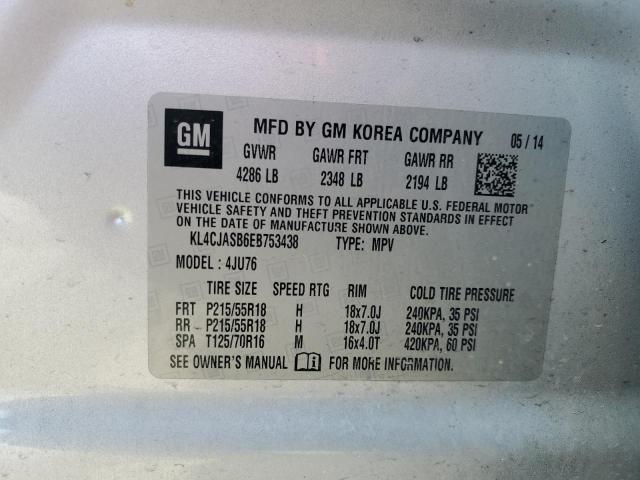 GM MFD BY GM KOREA COMPANY 05 / 14
GVWR GAWR FRT GAWR RR
4286 LB 2348 LB 2194 LB
THIS VEHICLE CONFORMS TO ALL APPLICABLE U.S. FEDERAL MOTOR
VEHICLE SAFETY AND THEFT PREVENTION STANDARDS IN EFFECT
ON THE DATE OF MANUFACTURE SHOWN ABOVE.
KL4CJASB6EB753438 TYPE: MPV
MODEL : 4JU76
TIRE SIZE SPEED RTG RIM COLD TIRE PRESSURE
FRT P215/55R18 H 18x7.0J 240KPA, 35 PSI
RR P215/55R18 H 18x7.0J 240KPA, 35 PSI
SPA T125/70R16 M 16x4.0T 420KPA, 60 PSI
SEE OWNER'S MANUAL FOR MORE INFORMATION.